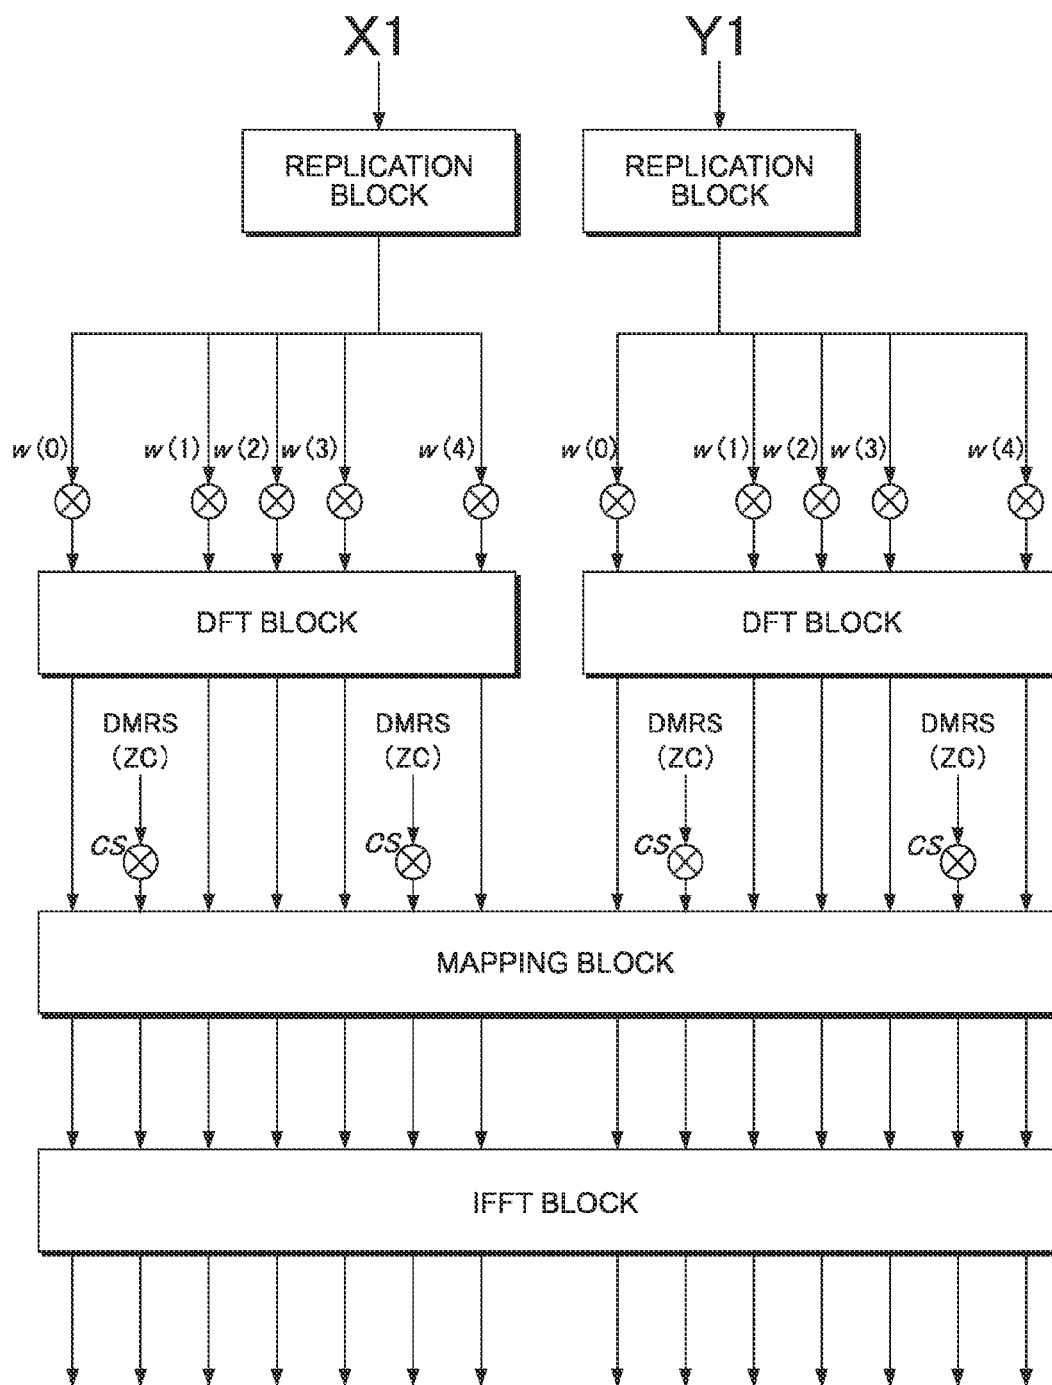 X1 Y1
REPLICATION BLOCK REPLICATION BLOCK
w(0) w(1) w(2) w(3) w(4) w(0) w(1) w(2) w(3) w(4)
DFT BLOCK DFT BLOCK
DMRS DMRS DMRS DMRS
(ZC) (ZC) (ZC) (ZC)
CS CS CS CS
MAPPING BLOCK
IFFT BLOCK